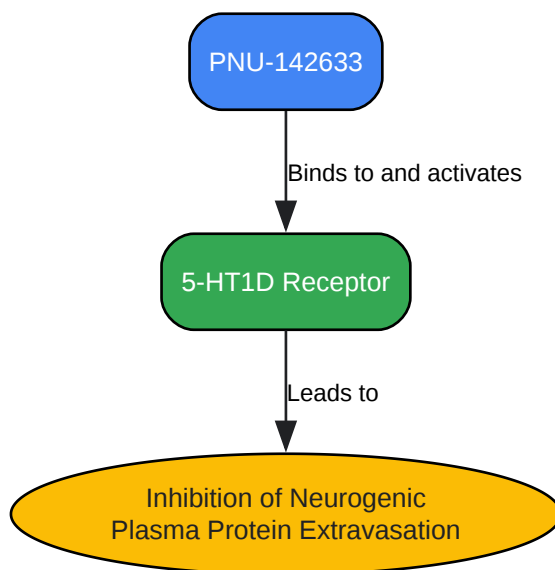 PNU-142633
Binds to and activates
5-HT1D Receptor
Leads to
Inhibition of Neurogenic
Plasma Protein Extravasation